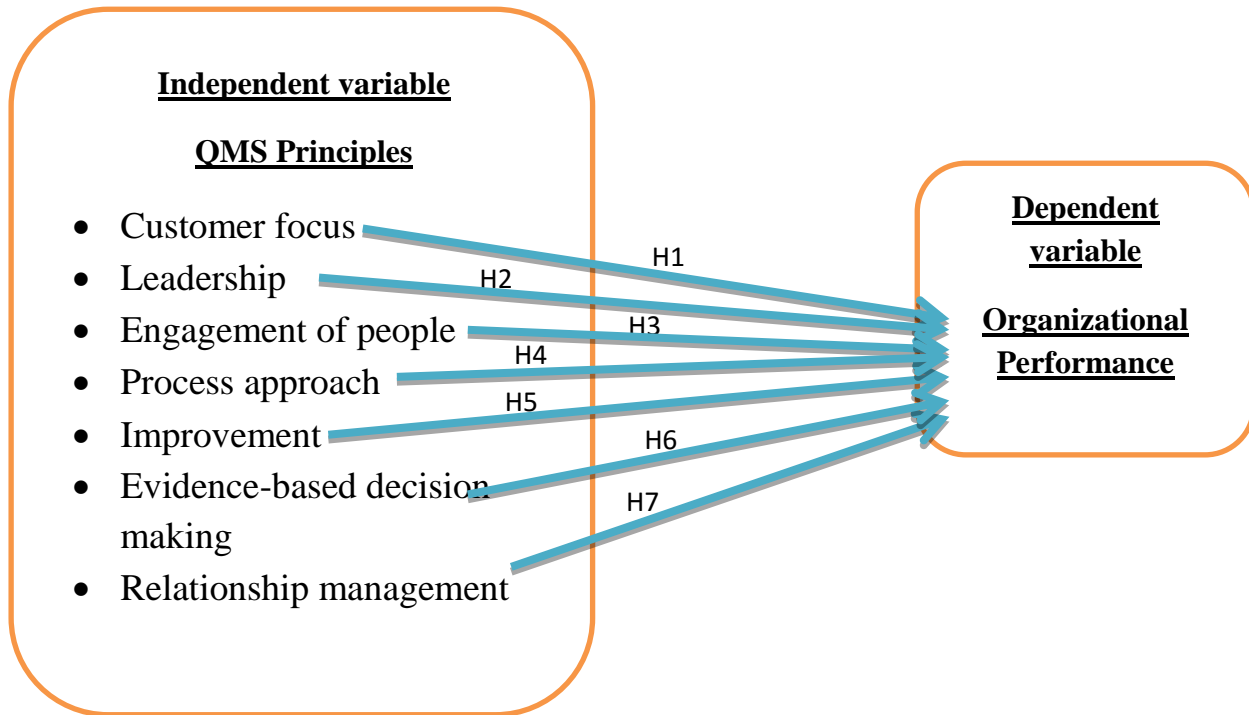 Independent variable
QMS Principles
• Customer focus
• Leadership
• Engagement of people
• Process approach
• Improvement
• Evidence-based decision
making
• Relationship management
H1
H2
H3
H4
H5
H6
H7
Dependent
variable
Organizational
Performance